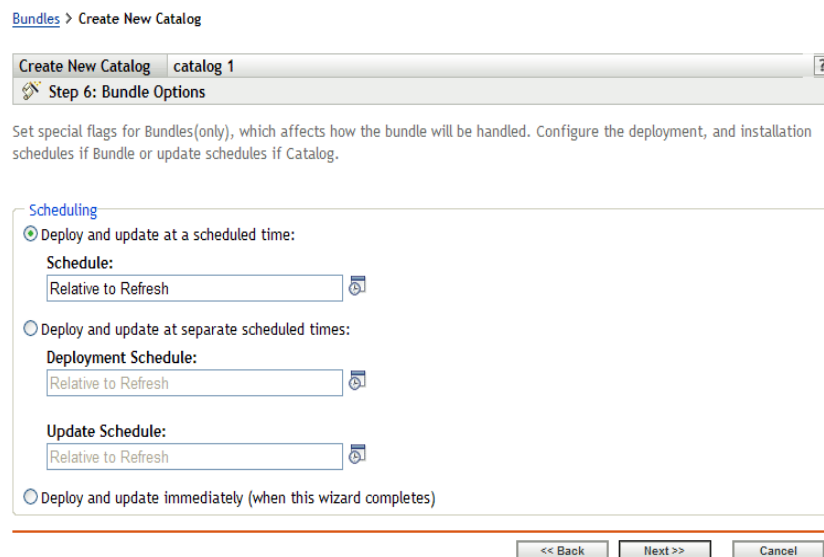 Bundles > Create New Catalog
Create New Catalog catalog 1 ?
Step 6: Bundle Options
Set special flags for Bundles(only), which affects how the bundle will be handled. Configure the deployment, and installation
schedules if Bundle or update schedules if Catalog.
Scheduling
Deploy and update at a scheduled time:
Schedule:
Relative to Refresh
Deploy and update at separate scheduled times:
Deployment Schedule:
Relative to Refresh
Update Schedule:
Relative to Refresh
Deploy and update immediately (when this wizard completes)
<< Back Next >> Cancel